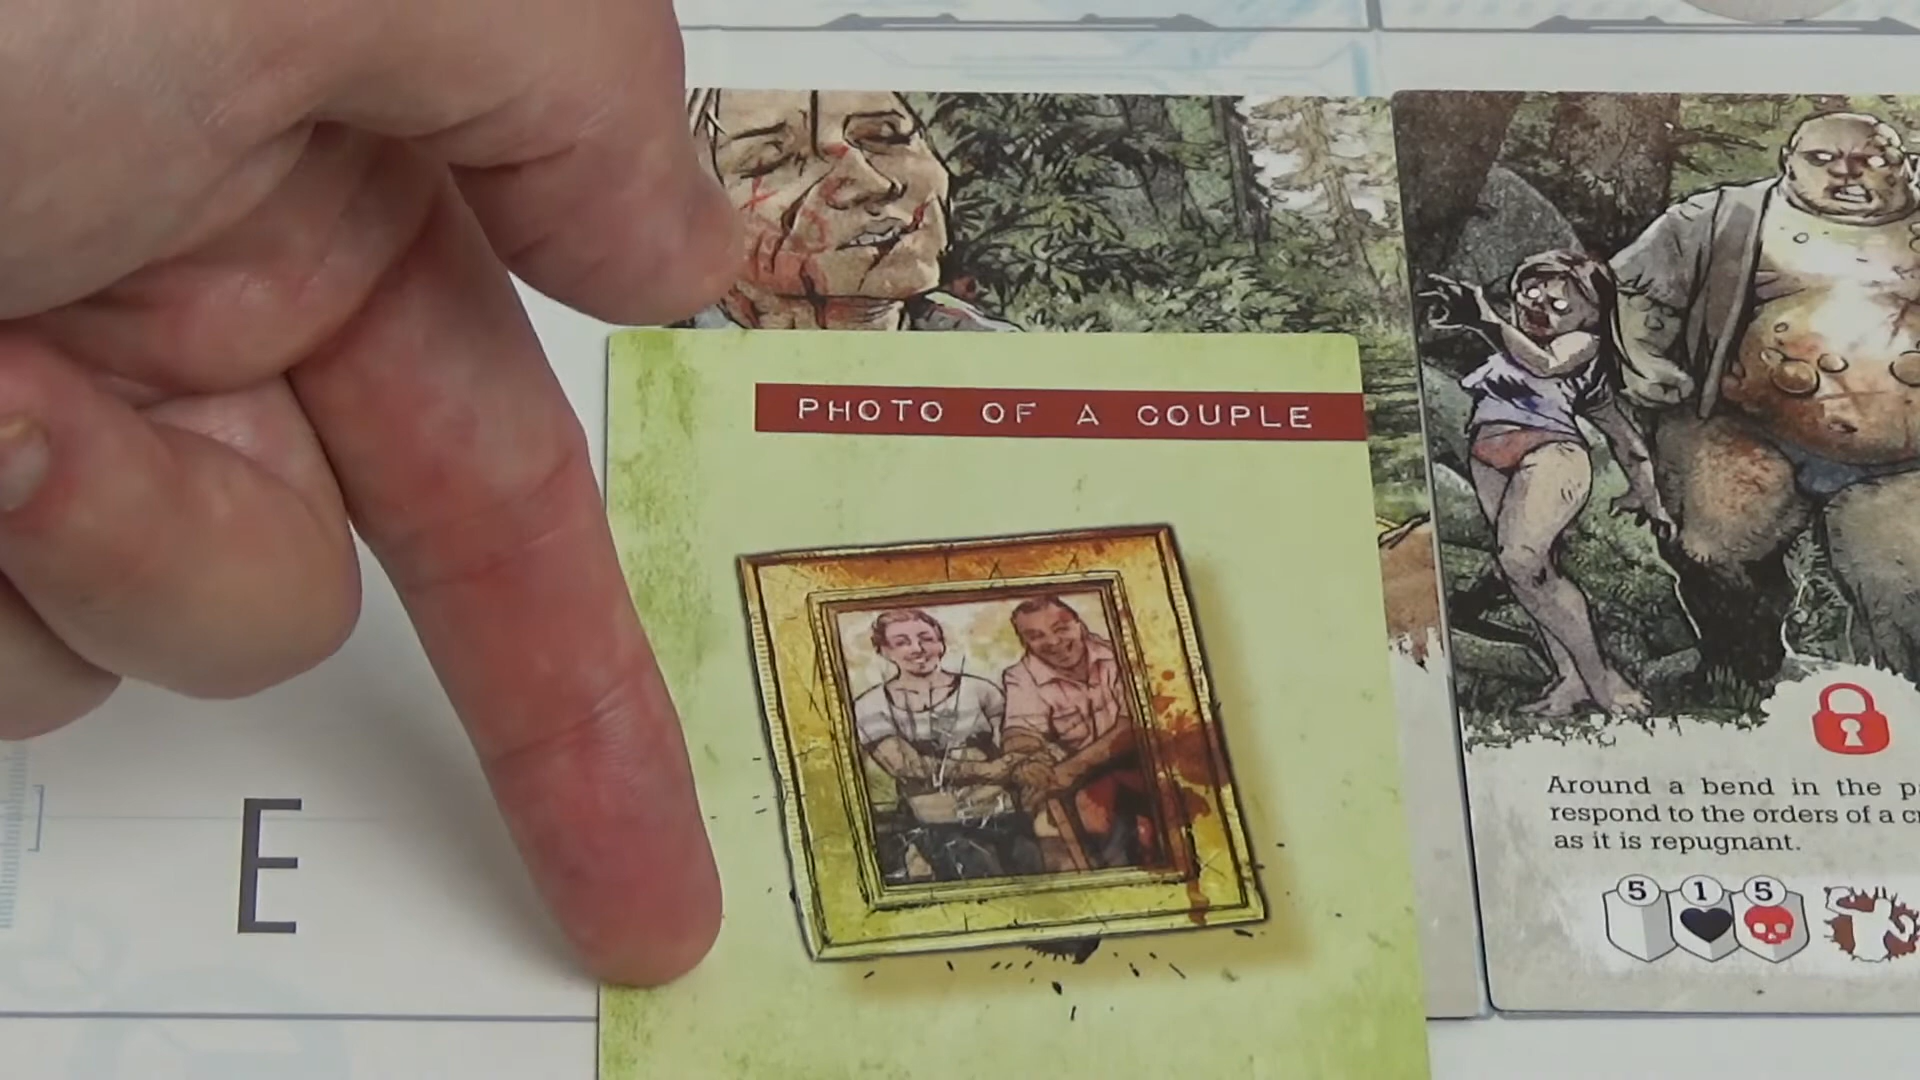 PHOTO OF A COUPLE
E
Around a bend in the
respond to the orders of a
as it is repugnant.
5 1 5